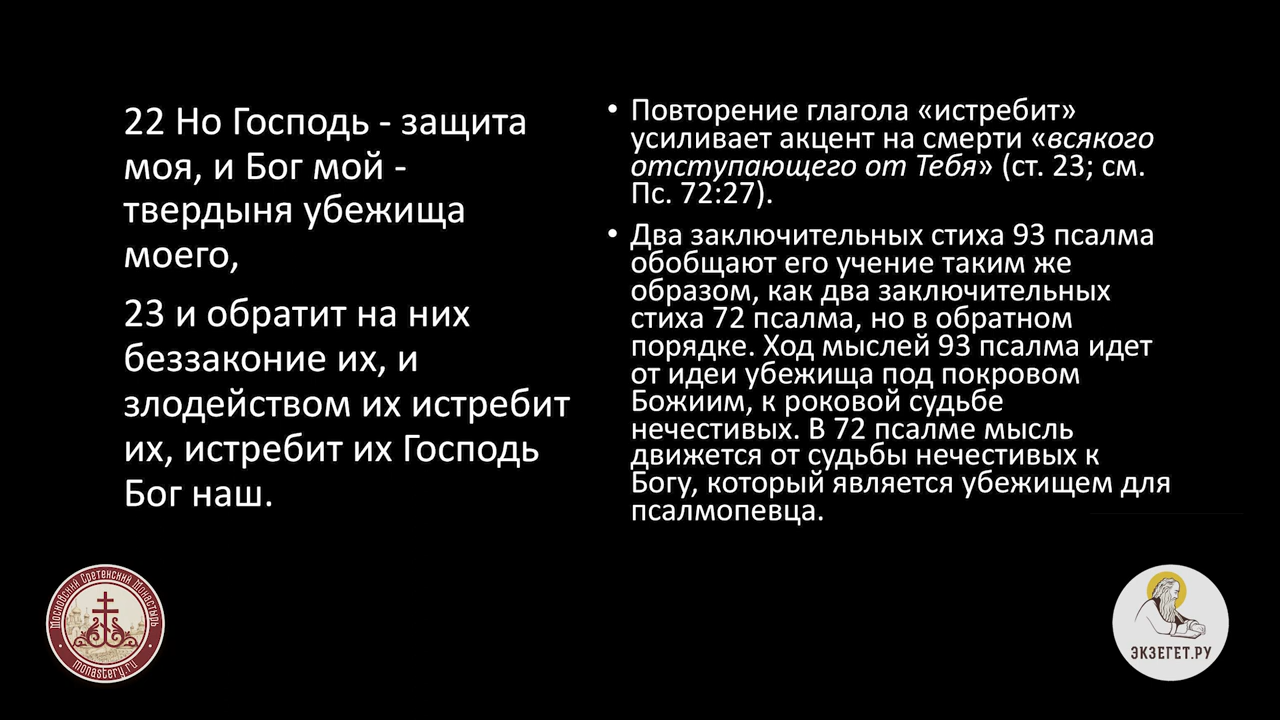 22 Но Господь - защита
моя, и Бог мой -
твердыня убежища
моего,
23 и обратит на них
беззаконие их, и
злодейством их истребит
их, истребит их Господь
Бог наш.
• Повторение глагола «истребит»
усиливает акцент на смерти «всякого
отступающего от Тебя» (ст. 23; см.
Пс. 72:27).
• Два заключительных стиха 93 псалма
обобщают его учение таким же
образом, как два заключительных
стиха 72 псалма, но в обратном
порядке. Ход мыслей 93 псалма идет
от идеи убежища под покровом
Божиим, к роковой судьбе
нечестивых. В 72 псалме мысль
движется от судьбы нечестивых к
Богу, который является убежищем для
псалмопевца.
Московский Сретенский Монастырь
monastery.ru
ЭКЗЕГЕТ.РУ